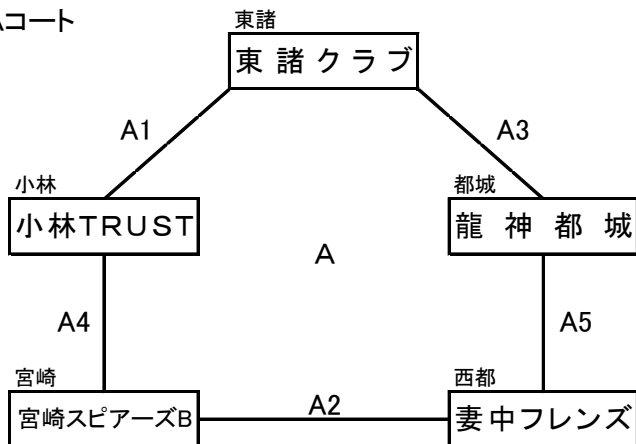 Aコート
東諸
東諸クラブ
A1
A3
小林
小林TRUST
都城
龍神都城
A
A4
A5
宮崎
宮崎スピアーズB
A2
西都
妻中フレンズ